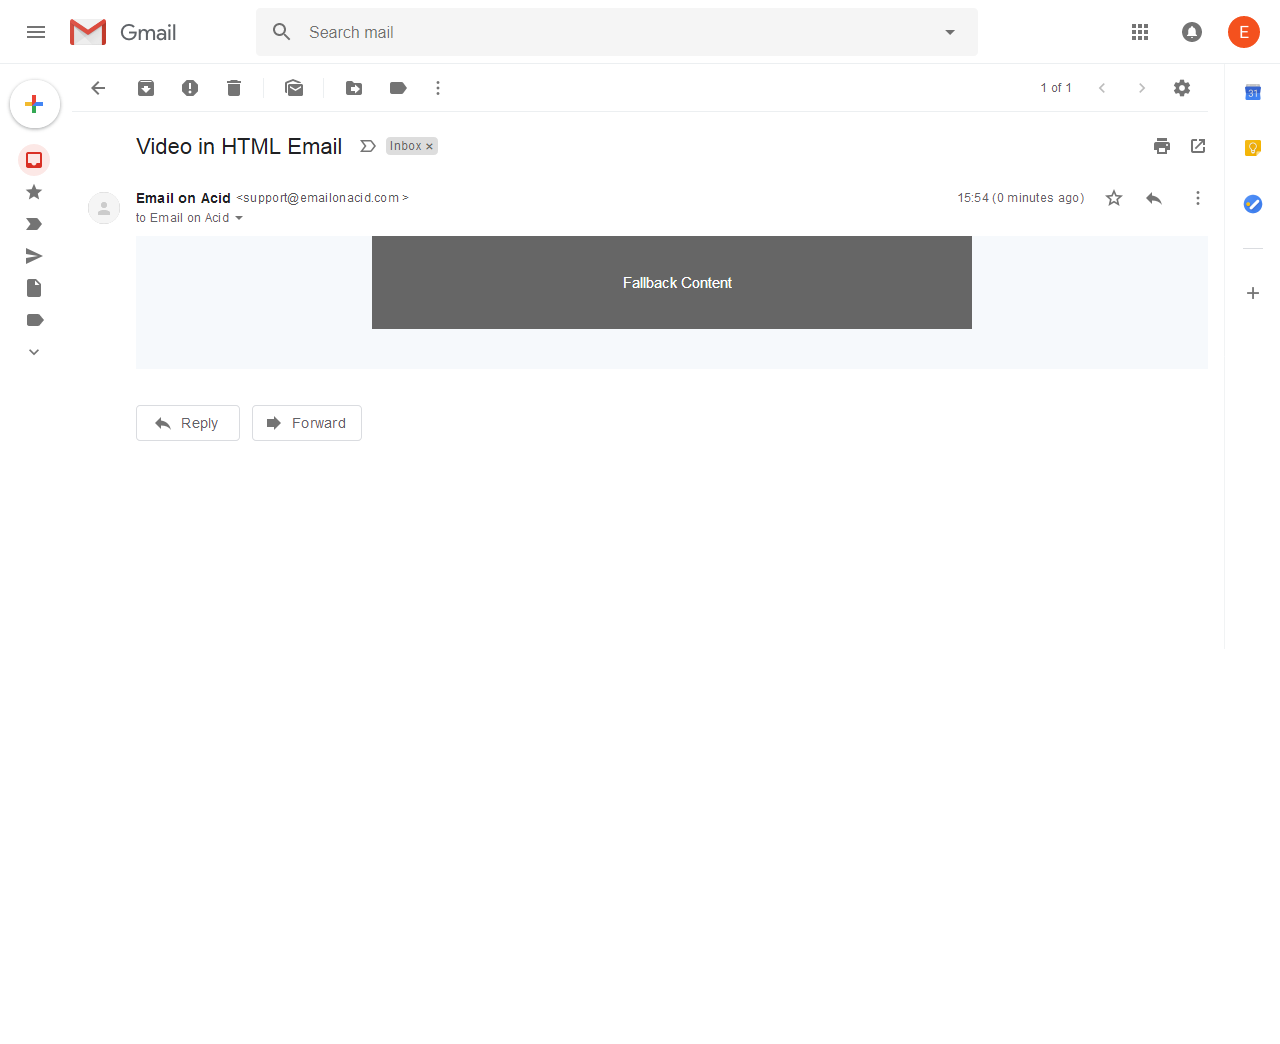 Gmail
Search mail
E
1 of 1
31
Video in HTML Email
Inbox ×
Email on Acid <support@emailonacid.com >
15:54 (0 minutes ago)
to Email on Acid
Fallback Content
Reply
Forward